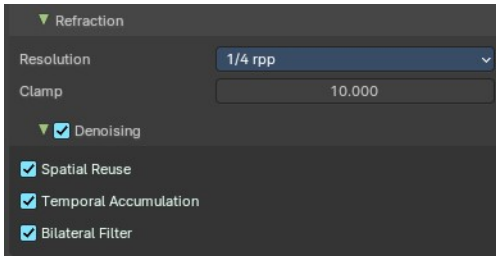 Refraction
Resolution 1/4 rpp
Clamp 10.000
Denoising
Spatial Reuse
Temporal Accumulation
Bilateral Filter